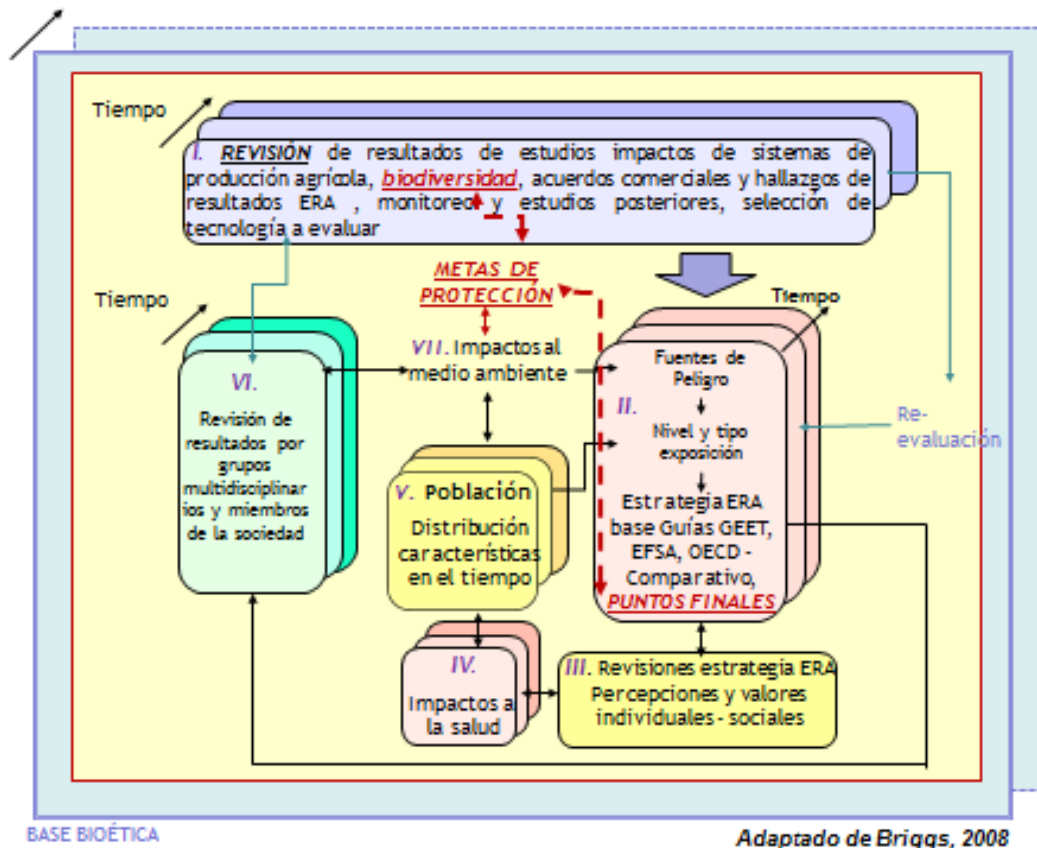 Tiempo
I. REVISIÓN de resultados de estudios impactos de sistemas de
producción agrícola, biodiversidad, acuerdos comerciales y hallazgos de
resultados ERA , monitoreo y estudios posteriores, selección de
tecnología a evaluar
METAS DE
PROTECCIÓN
Tiempo
Tiempo
VII. Impactos al
medio ambiente
VI.
Revisión de
resultados por
grupos
multidisciplinar
ios y miembros
de la sociedad
Fuentes de
Peligro
II.
Nivel y tipo
exposición
Estrategia ERA
base Guías GEET,
EFSA, OECD -
Comparativo,
PUNTOS FINALES
Re-
evaluación
V. Población
Distribución
características
en el tiempo
IV.
Impactos a
la salud
III. Revisiones estrategia ERA
Percepciones y valores
individuales- sociales
BASE BIOÉTICA
Adaptado de Briggs, 2008